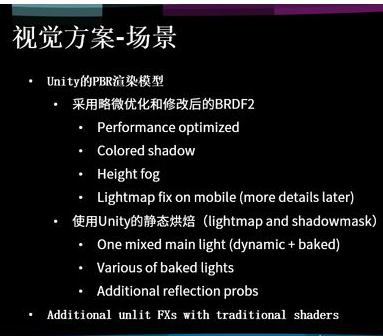 视觉方案-场景
• Unity的PBR渲染模型
• 采用略微优化和修改后的BRDF2
• Performance optimized
• Colored shadow
• Height fog
• Lightmap fix on mobile (more details later)
• 使用Unity的静态烘焙（lightmap and shadowmask）
• One mixed main light (dynamic + baked)
• Various of baked lights
• Additional reflection probs
• Additional unlit FXs with traditional shaders